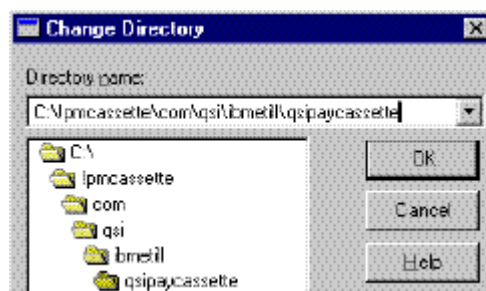 Change Directory
Directory name:
C:\lpmcassette\com\qsi\ibmetill\qsipaycassette
C:\
OK
lpmcassette
com
Cancel
qsi
ibmetill
Help
qsipaycassette